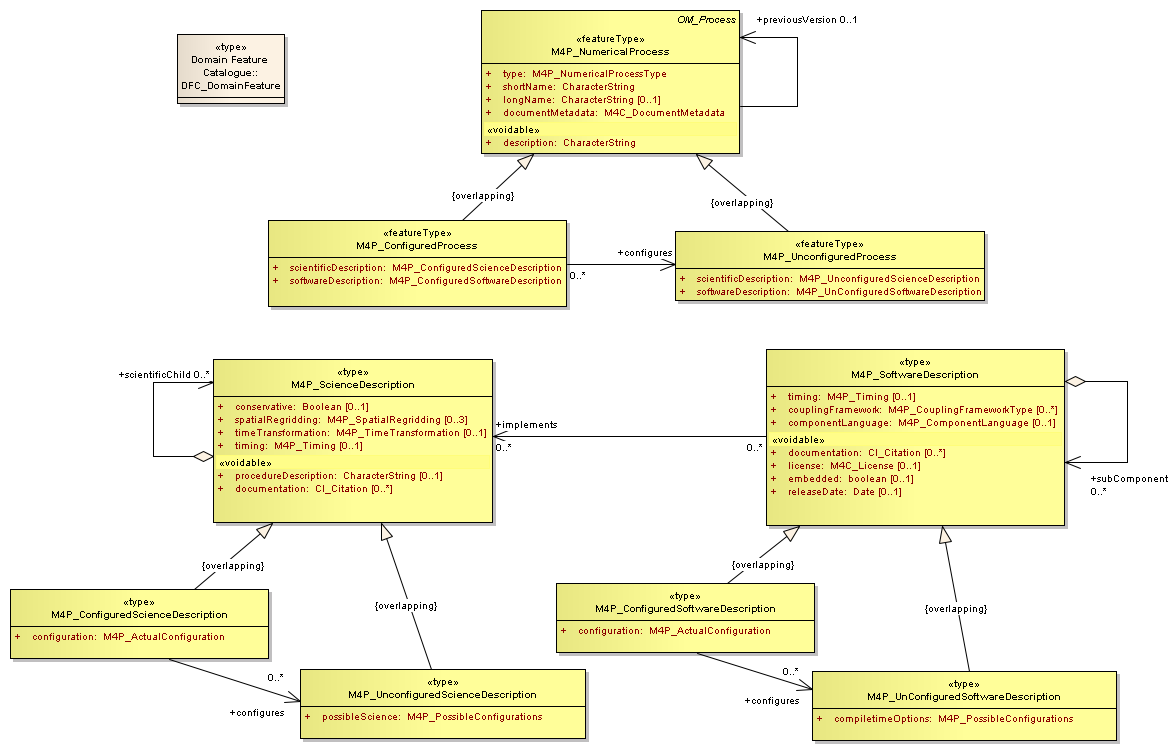 «type»
Domain Feature
Catalogue::
DFC_DomainFeature
OM_Process
«featureType»
M4P_NumericalProcess
+ type: M4P_NumericalProcessType
+ shortName: CharacterString
+ longName: CharacterString [0..1]
+ documentMetadata: M4C_DocumentMetadata
«voidable»
+ description: CharacterString
+previousVersion 0..1
{overlapping}
{overlapping}
«featureType»
M4P_ConfiguredProcess
+ scientificDescription: M4P_ConfiguredScienceDescription
+ softwareDescription: M4P_ConfiguredSoftwareDescription
+configures
0..*
«featureType»
M4P_UnconfiguredProcess
+ scientificDescription: M4P_UnconfiguredScienceDescription
+ softwareDescription: M4P_UnConfiguredSoftwareDescription
+scientificChild 0..*
«type»
M4P_ScienceDescription
+ conservative: Boolean [0..1]
+ spatialRegridding: M4P_SpatialRegridding [0..3]
+ timeTransformation: M4P_TimeTransformation [0..1]
+ timing: M4P_Timing [0..1]
«voidable»
+ procedureDescription: CharacterString [0..1]
+ documentation: CI_Citation [0..*]
+implements
0..*
0..*
«type»
M4P_SoftwareDescription
+ timing: M4P_Timing [0..1]
+ couplingFramework: M4P_CouplingFrameworkType [0..*]
+ componentLanguage: M4P_ComponentLanguage [0..1]
«voidable»
+ documentation: CI_Citation [0..*]
+ license: M4C_License [0..1]
+ embedded: boolean [0..1]
+ releaseDate: Date [0..1]
+subComponent
0..*
{overlapping}
{overlapping}
{overlapping}
{overlapping}
«type»
M4P_ConfiguredScienceDescription
+ configuration: M4P_ActualConfiguration
0..*
+configures
«type»
M4P_UnconfiguredScienceDescription
+ possibleScience: M4P_PossibleConfigurations
«type»
M4P_ConfiguredSoftwareDescription
+ configuration: M4P_ActualConfiguration
0..*
+configures
«type»
M4P_UnConfiguredSoftwareDescription
+ compiletimeOptions: M4P_PossibleConfigurations